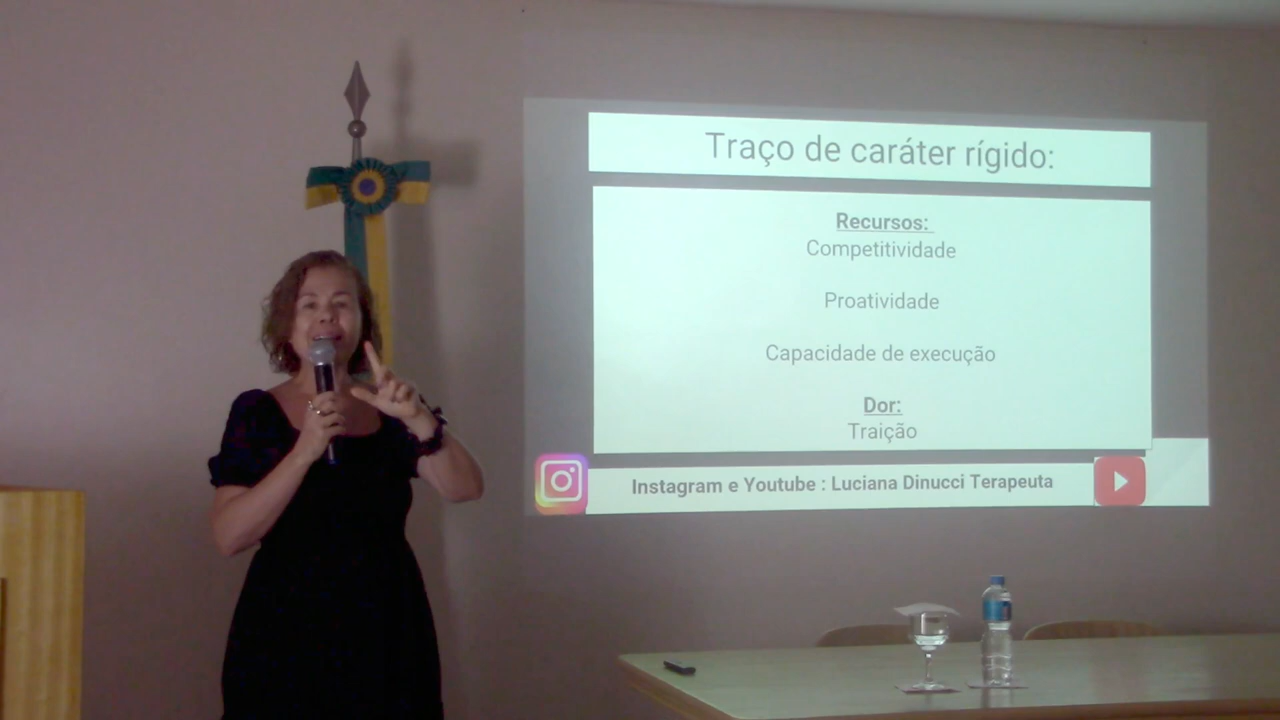 Traço de caráter rígido:
Recursos:
Competitividade
Proatividade
Capacidade de execução
Dor:
Traição
Instagram e Youtube : Luciana Dinucci Terapeuta